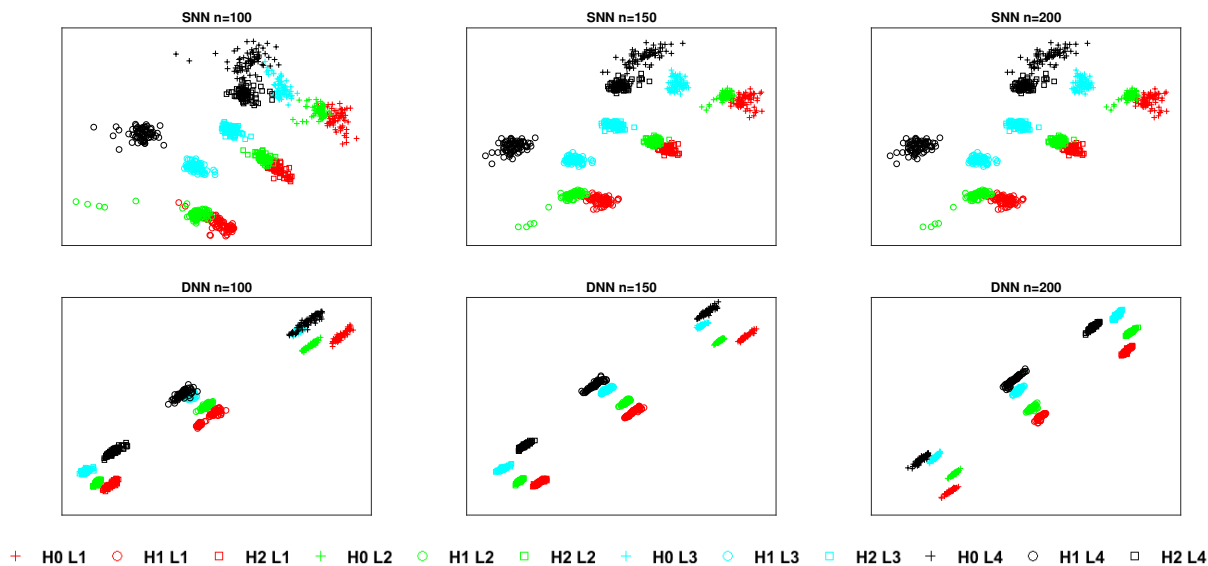 SNN n=100
SNN n=150
SNN n=200
DNN n=100
DNN n=150
DNN n=200
H0 L1 H1 L1 H2 L1 H0 L2 H1 L2 H2 L2 H0 L3 H1 L3 H2 L3 H0 L4 H1 L4 H2 L4